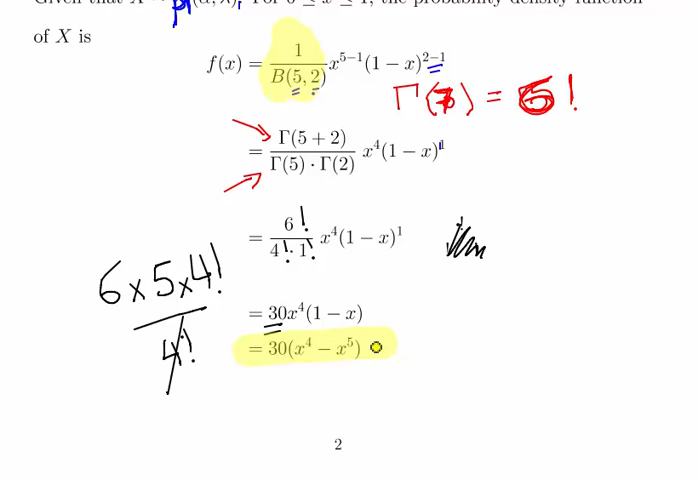 of X is
f(x) = 1 / B(5, 2) x^{5−1}(1 − x)^{2−1}
Γ(7) = 6!
= Γ(5 + 2) / Γ(5) · Γ(2) x^4(1 − x)^1
= 6! / 4! · 1! x^4(1 − x)^1
6 x 5 x 4! / 4!
= 30x^4(1 − x)
= 30(x^4 − x^5)
2